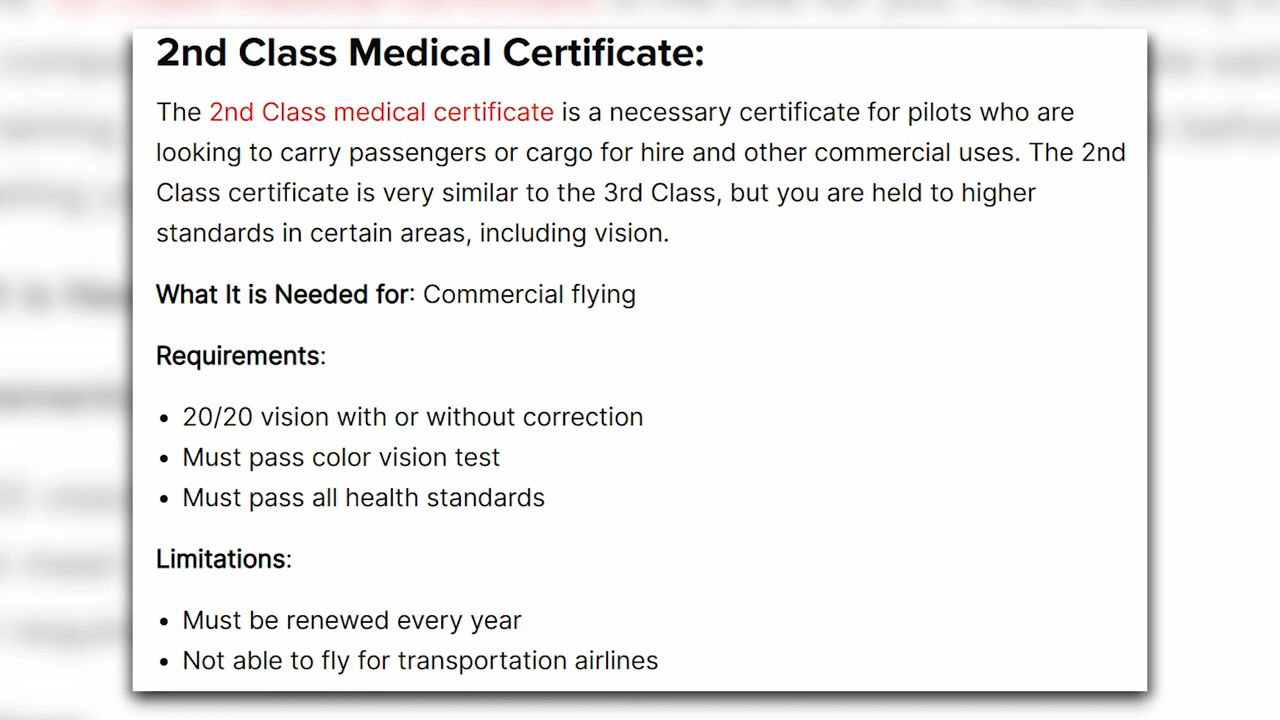 2nd Class Medical Certificate:
The 2nd Class medical certificate is a necessary certificate for pilots who are
looking to carry passengers or cargo for hire and other commercial uses. The 2nd
Class certificate is very similar to the 3rd Class, but you are held to higher
standards in certain areas, including vision.
What It is Needed for: Commercial flying
Requirements:
• 20/20 vision with or without correction
• Must pass color vision test
• Must pass all health standards
Limitations:
• Must be renewed every year
• Not able to fly for transportation airlines